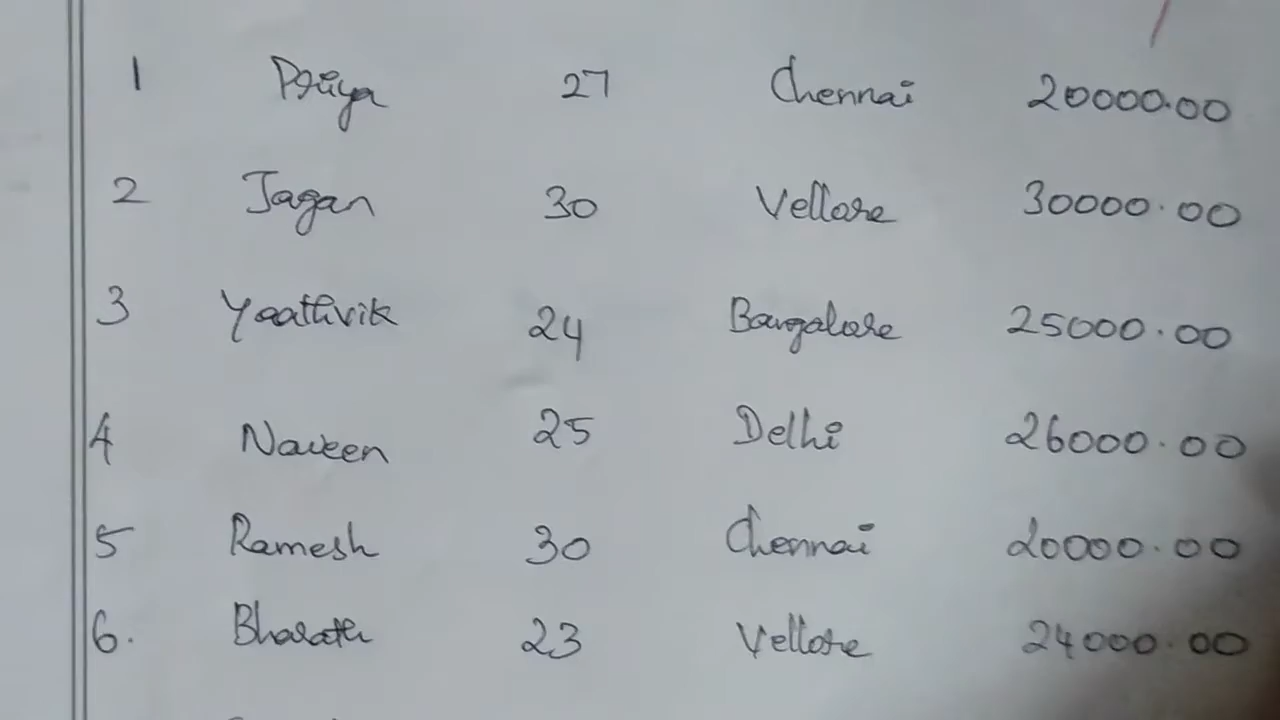 1 Priya 27 Chennai 20000.00
2 Jagan 30 Vellore 30000.00
3 Yaathvik 24 Bangalore 25000.00
4 Naveen 25 Delhi 26000.00
5 Ramesh 30 Chennai 20000.00
6. Bharath 23 Vellore 24000.00